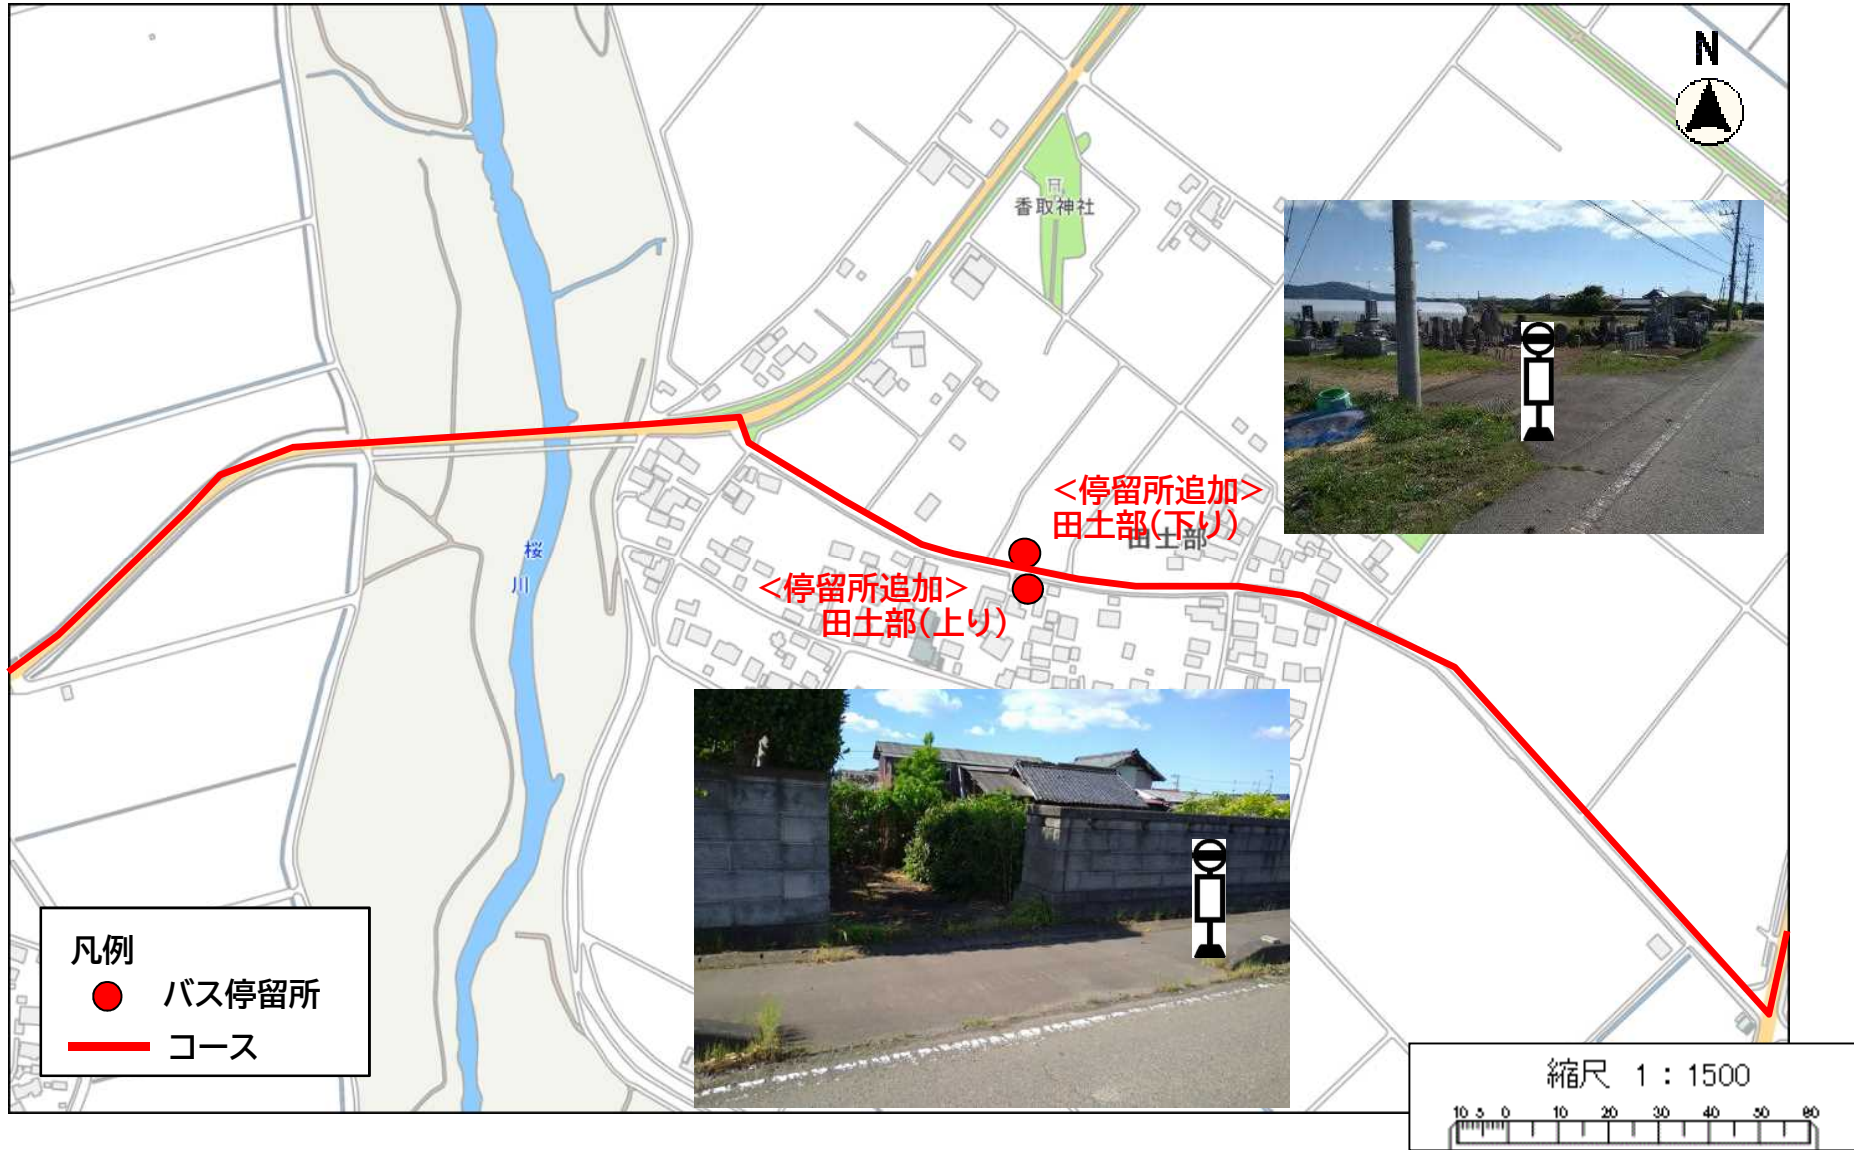 N
香取神社
<停留所追加>
田土部(下り)
田土部
桜
川
<停留所追加>
田土部(上り)
凡例
バス停留所
コース
縮尺 1:1500
10 5 0 10 20 30 40 50 60